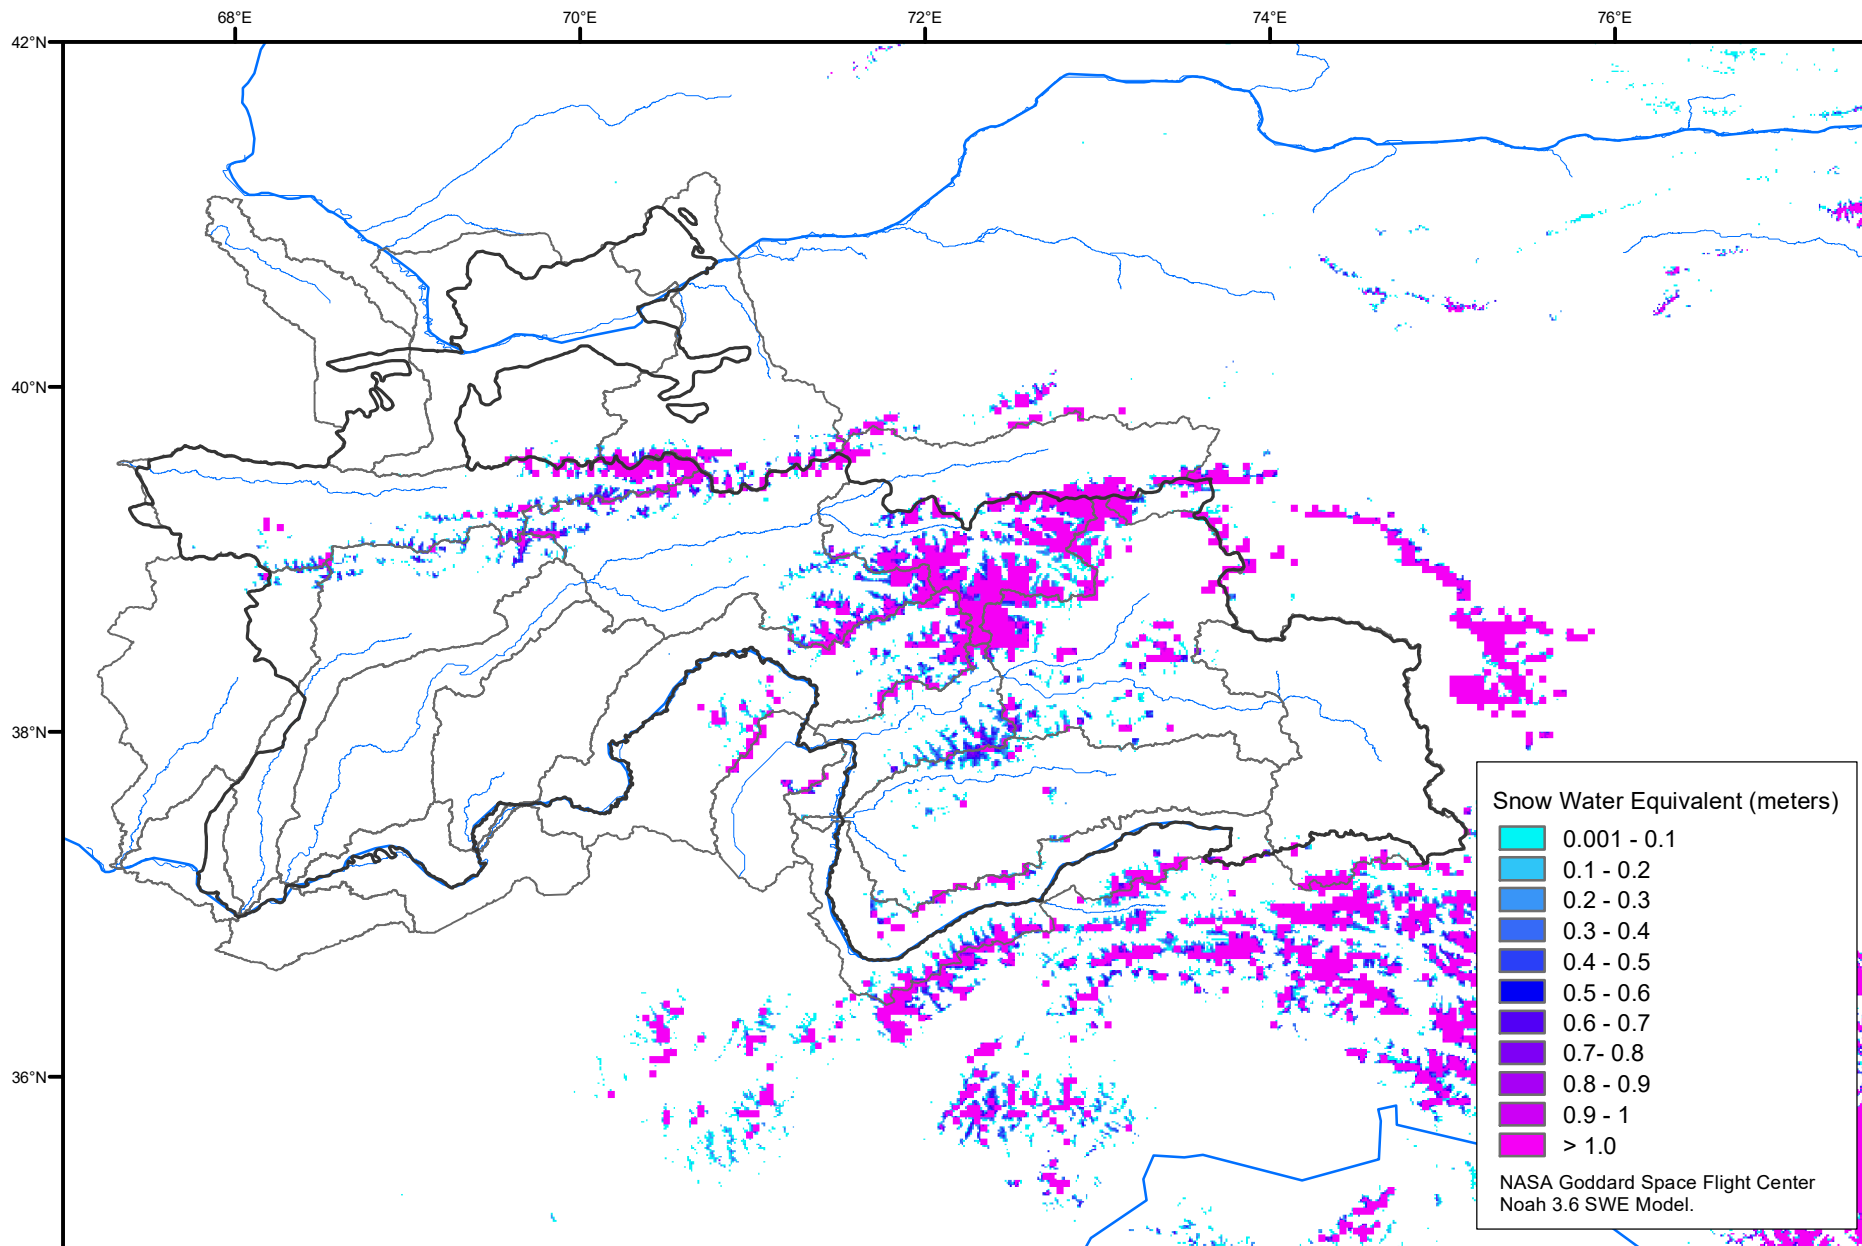 68°E 70°E 72°E 74°E 76°E
42°N
40°N
38°N
36°N
Snow Water Equivalent (meters)
0.001 - 0.1
0.1 - 0.2
0.2 - 0.3
0.3 - 0.4
0.4 - 0.5
0.5 - 0.6
0.6 - 0.7
0.7- 0.8
0.8 - 0.9
0.9 - 1
> 1.0
NASA Goddard Space Flight Center
Noah 3.6 SWE Model.